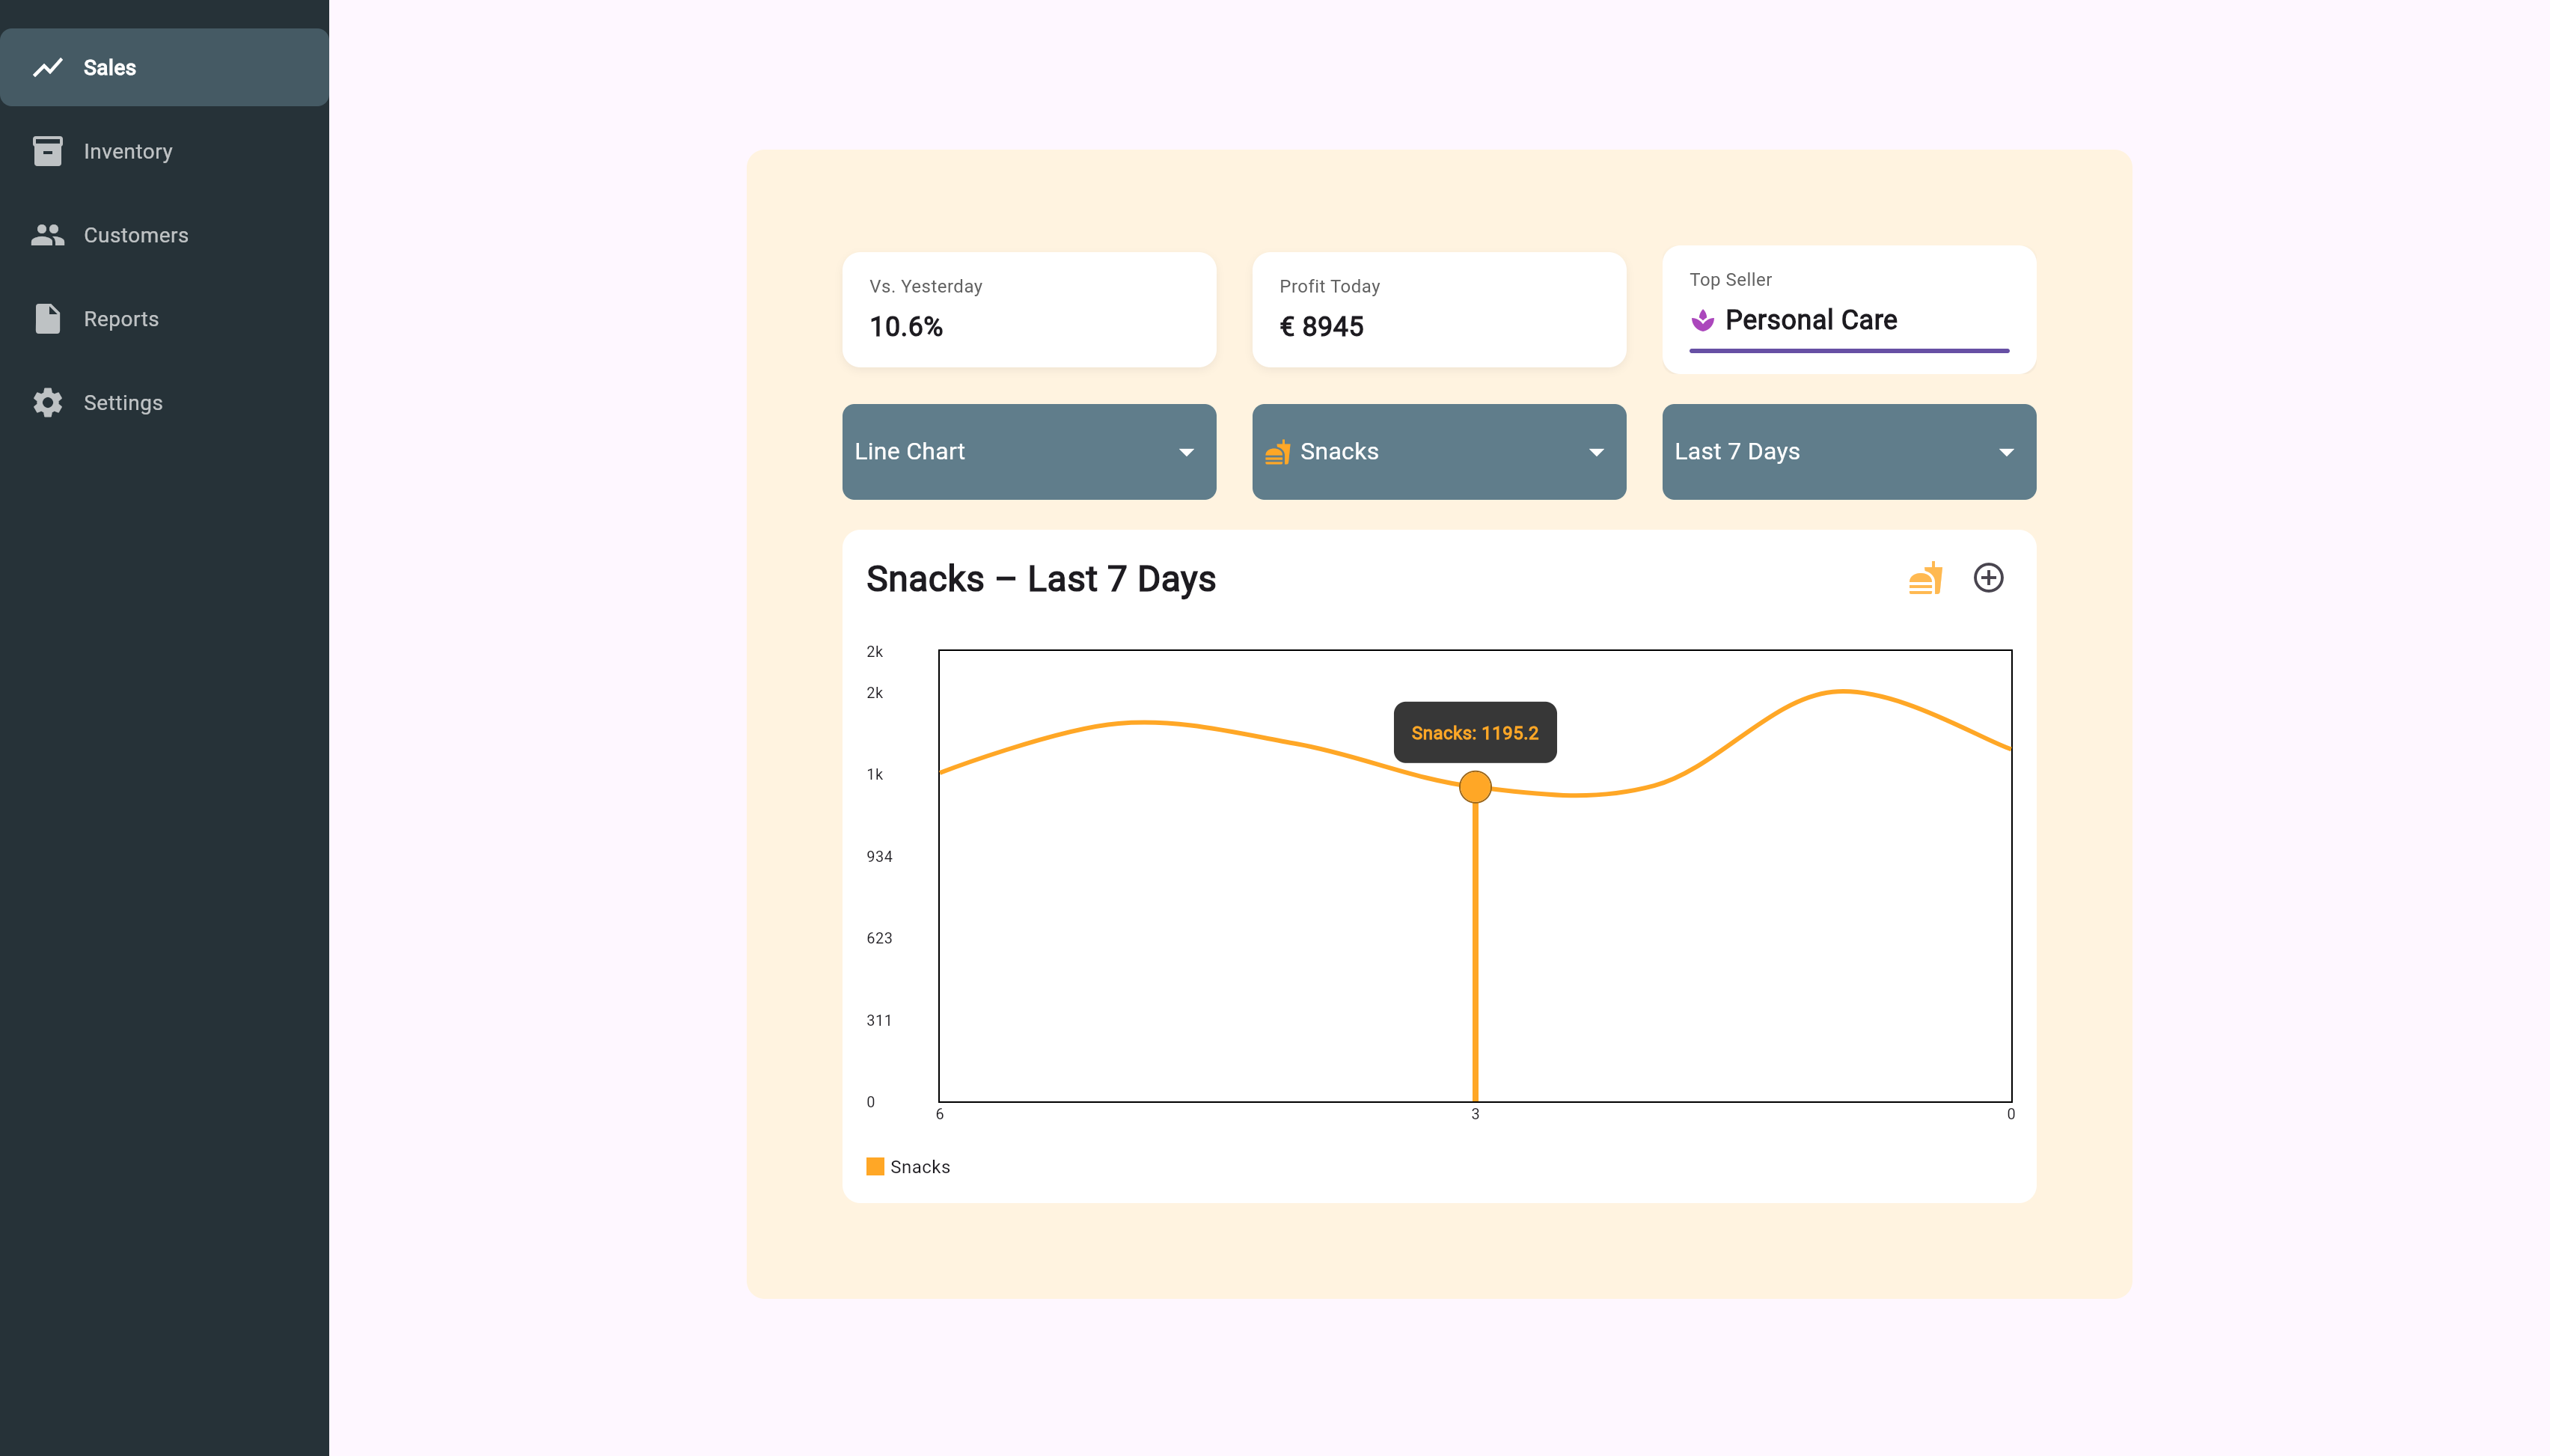 Sales
Inventory
Customers
Reports
Settings
Vs. Yesterday
10.6%
Profit Today
€ 8945
Top Seller
Personal Care
Line Chart
Snacks
Last 7 Days
Snacks – Last 7 Days
2k
2k
1k
934
623
311
0
Snacks: 1195.2
6
3
0
Snacks